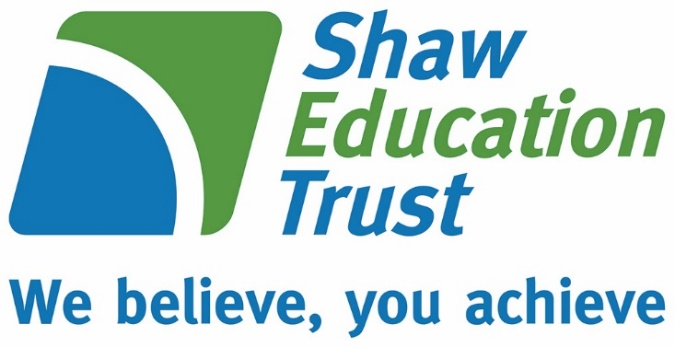 Shaw
Education
Trust
We believe, you achieve